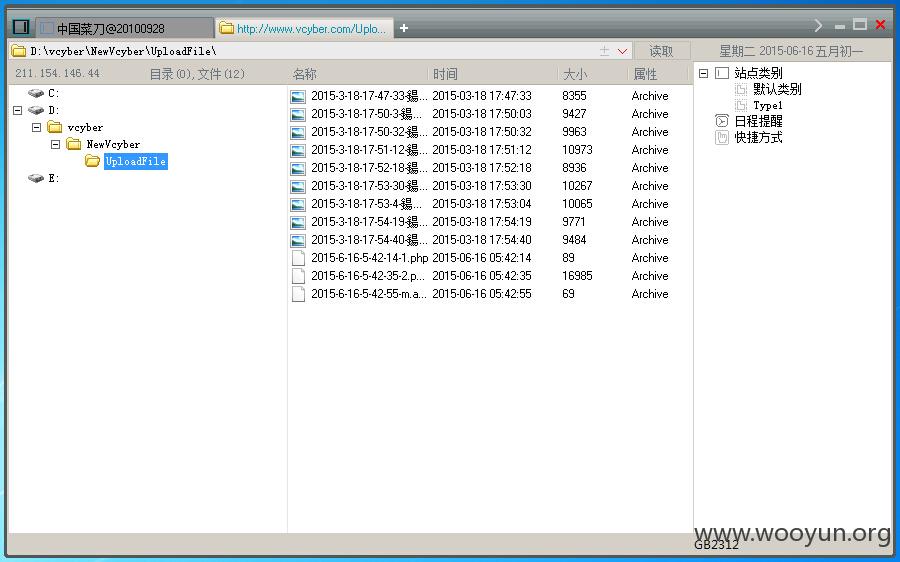 中国菜刀@20100928
http://www.vcyber.com/Uplo...
D:\vcyber\NewVcyber\UploadFile\
读取
星期二 2015-06-16 五月初一
211.154.146.44
目录(0),文件(12)
名称 时间 大小 属性
C:
D:
vcyber
NewVcyber
UploadFile
E:
2015-3-18-17-47-33-鍚... 2015-03-18 17:47:33 8355 Archive
2015-3-18-17-50-3-鍚... 2015-03-18 17:50:03 9427 Archive
2015-3-18-17-50-32-鍚... 2015-03-18 17:50:32 9963 Archive
2015-3-18-17-51-12-鍚... 2015-03-18 17:51:12 10973 Archive
2015-3-18-17-52-18-鍚... 2015-03-18 17:52:18 8936 Archive
2015-3-18-17-53-30-鍚... 2015-03-18 17:53:30 10267 Archive
2015-3-18-17-53-4-鍚... 2015-03-18 17:53:04 10065 Archive
2015-3-18-17-54-19-鍚... 2015-03-18 17:54:19 9771 Archive
2015-3-18-17-54-40-鍚... 2015-03-18 17:54:40 9484 Archive
2015-6-16-5-42-14-1.php 2015-06-16 05:42:14 89 Archive
2015-6-16-5-42-35-2.p... 2015-06-16 05:42:35 16985 Archive
2015-6-16-5-42-55-m.a... 2015-06-16 05:42:55 69 Archive
站点类别
默认类别
Type1
日程提醒
快捷方式
www.wooyun.org
GB2312